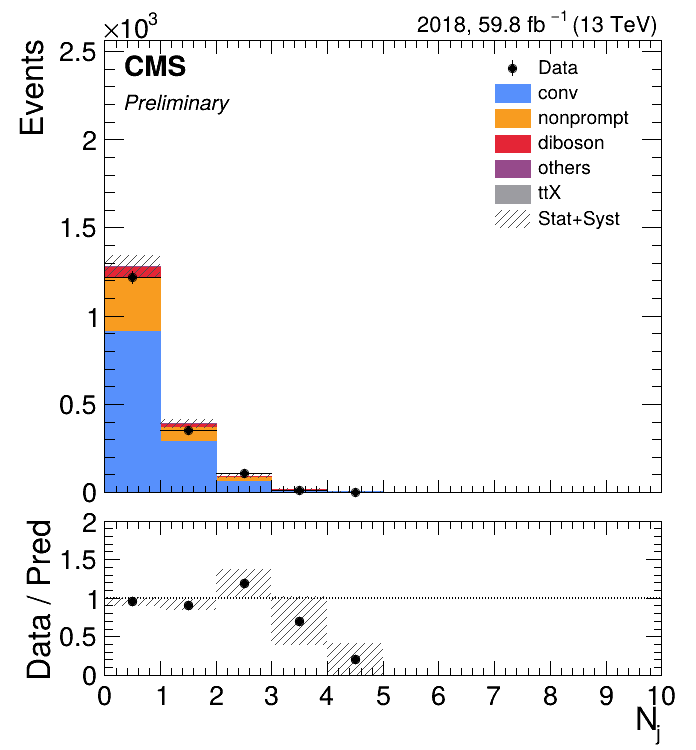 ×10³
2018, 59.8 fb⁻¹ (13 TeV)
Events
2.5
2
1.5
1
0.5
0
CMS
Preliminary
Data
conv
nonprompt
diboson
others
ttX
Stat+Syst
Data / Pred
2
1.5
1
0.5
0
0 1 2 3 4 5 6 7 8 9 10
Nj